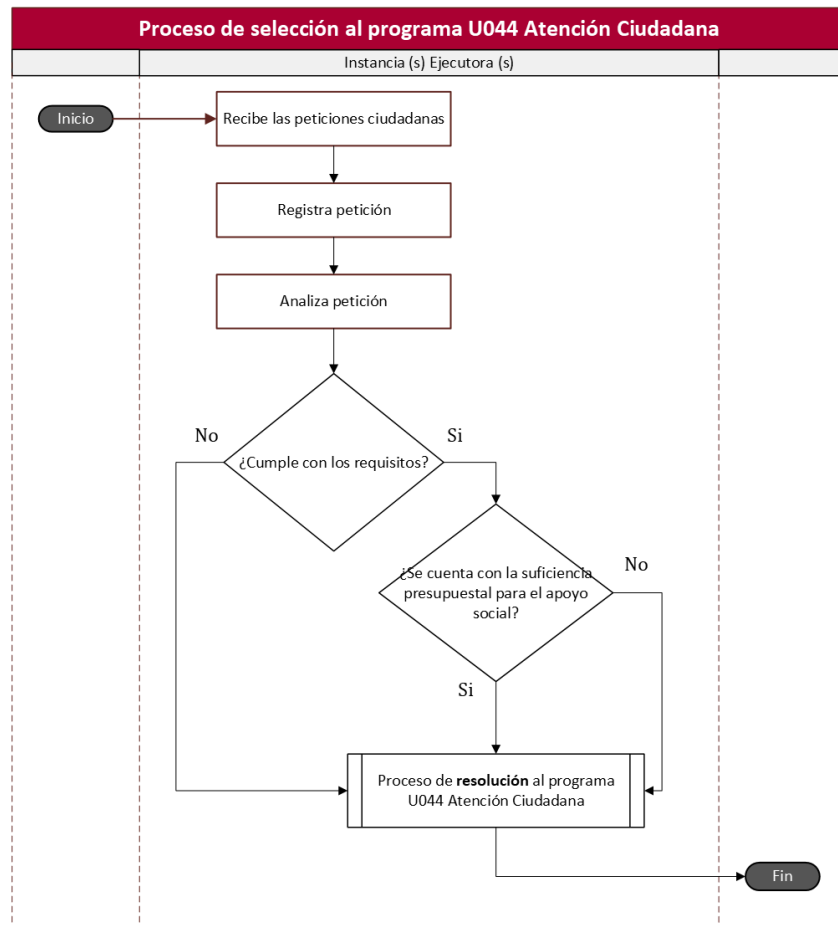 Proceso de selección al programa U044 Atención Ciudadana
Instancia (s) Ejecutora (s)
Inicio
Recibe las peticiones ciudadanas
Registra petición
Analiza petición
No
Si
¿Cumple con los requisitos?
¿Se cuenta con la suficiencia
presupuestal para el apoyo
social?
No
Si
Proceso de resolución al programa
U044 Atención Ciudadana
Fin